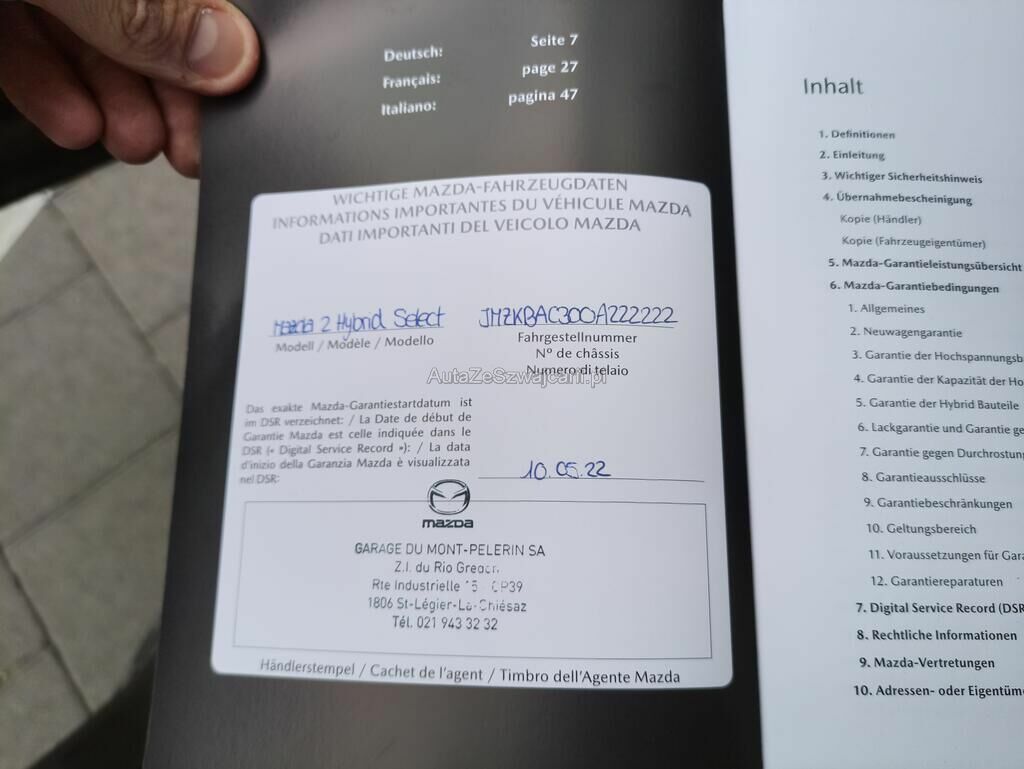 Deutsch: Seite 7
Français: page 27
Italiano: pagina 47
WICHTIGE MAZDA-FAHRZEUGDATEN
INFORMATIONS IMPORTANTES DU VÉHICULE MAZDA
DATI IMPORTANTI DEL VEICOLO MAZDA
Mazda 2 Hybrid Select
Modell / Modèle / Modello
JMZKBAC300A222222
Fahrgestellnummer
Nº de châssis
Numero di telaio
AutaZeSzwajcarii.pl
Das exakte Mazda-Garantiestartdatum ist
im DSR verzeichnet: / La Date de début de
Garantie Mazda est celle indiquée dans le
DSR (« Digital Service Record »): / La data
d'inizio della Garanzia Mazda è visualizzata
nel DSR:
10.05.22
mazda
GARAGE DU MONT-PELERIN SA
Z.I. du Rio
Rte Industrielle
1806 St-Légier-La-Chiésaz
Tél. 021 943 32 32
Händlerstempel / Cachet de l'agent / Timbro dell'Agente Mazda
Inhalt
1. Definitionen
2. Einleitung
3. Wichtiger Sicherheitshinweis
4. Übernahmebescheinigung
Kopie (Händler)
Kopie (Fahrzeugeigentümer)
5. Mazda-Garantieleistungsübersicht
6. Mazda-Garantiebedingungen
1. Allgemeines
2. Neuwagengarantie
3. Garantie der Hochspannungsb
4. Garantie der Kapazität der Ho
5. Garantie der Hybrid Bauteile
6. Lackgarantie und Garantie ge
7. Garantie gegen Durchrostun
8. Garantieausschlüsse
9. Garantiebeschränkungen
10. Geltungsbereich
11. Voraussetzungen für Gara
12. Garantiereparaturen
7. Digital Service Record (DSR
8. Rechtliche Informationen
9. Mazda-Vertretungen
10. Adressen- oder Eigentüme